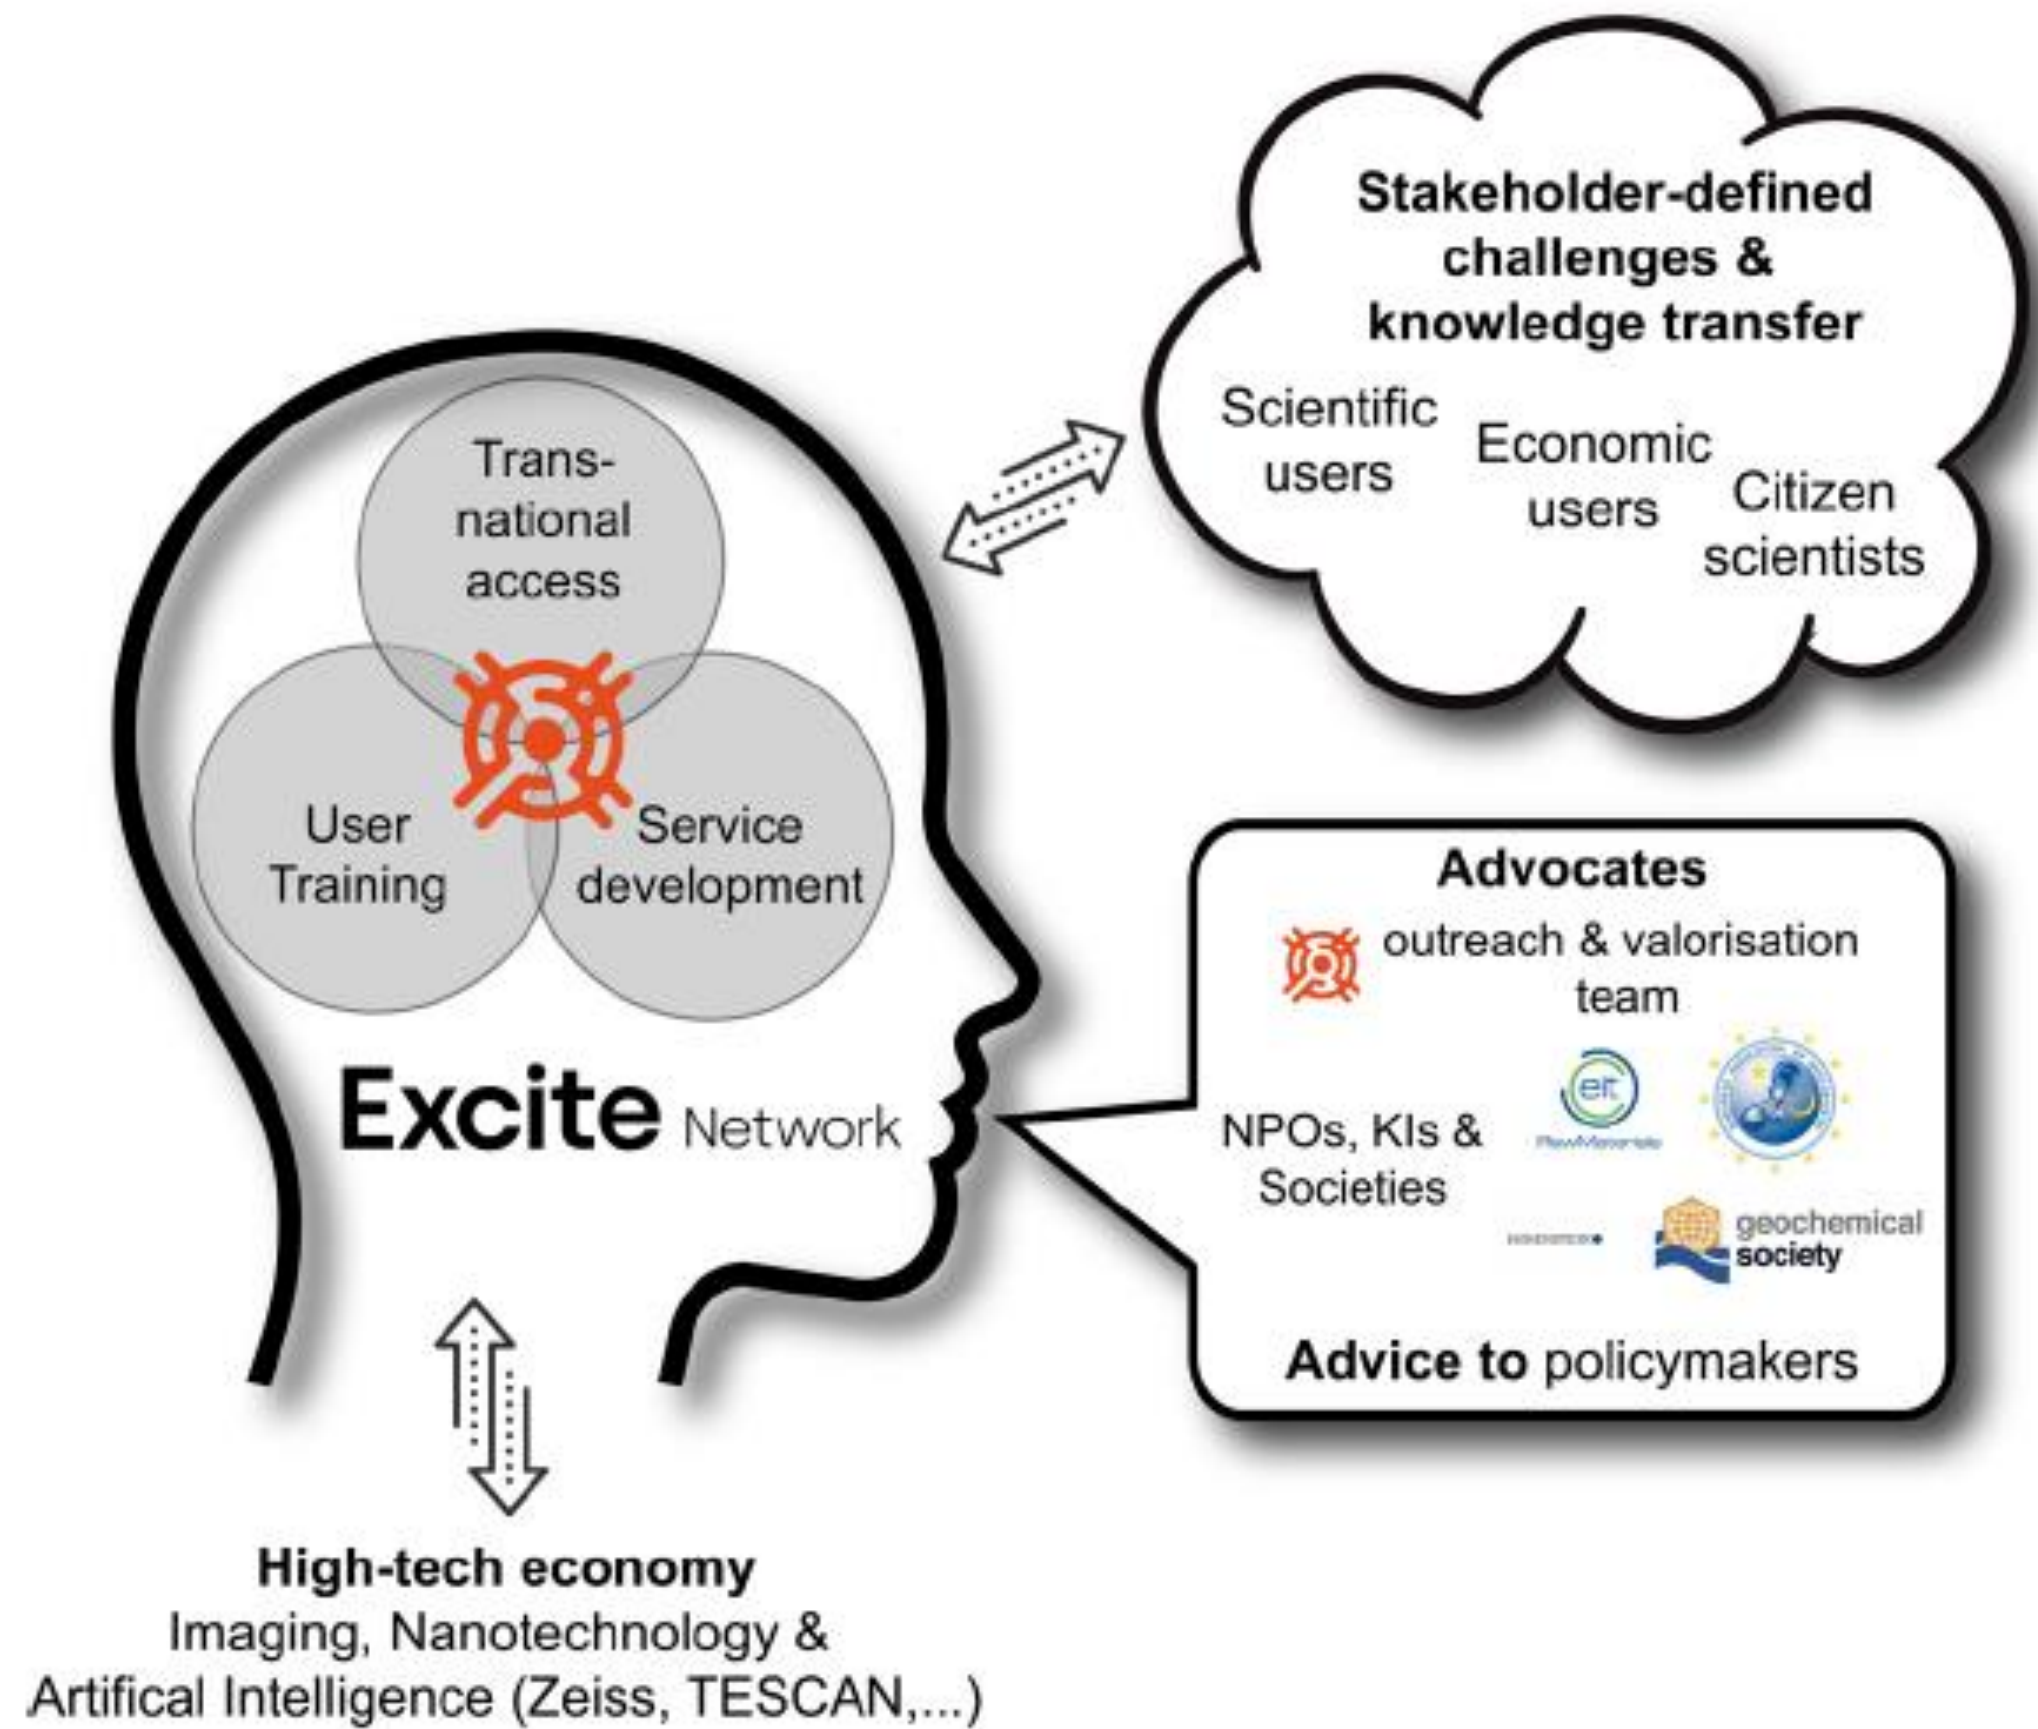 Stakeholder-defined
challenges &
knowledge transfer
Scientific
users
Economic
users
Citizen
scientists
Trans-
national
access
User
Training
Service
development
Excite Network
Advocates
outreach & valorisation
team
NPOs, KIs &
Societies
eit
RawMaterials
geochemical
society
Advice to policymakers
High-tech economy
Imaging, Nanotechnology &
Artifical Intelligence (Zeiss, TESCAN,...)